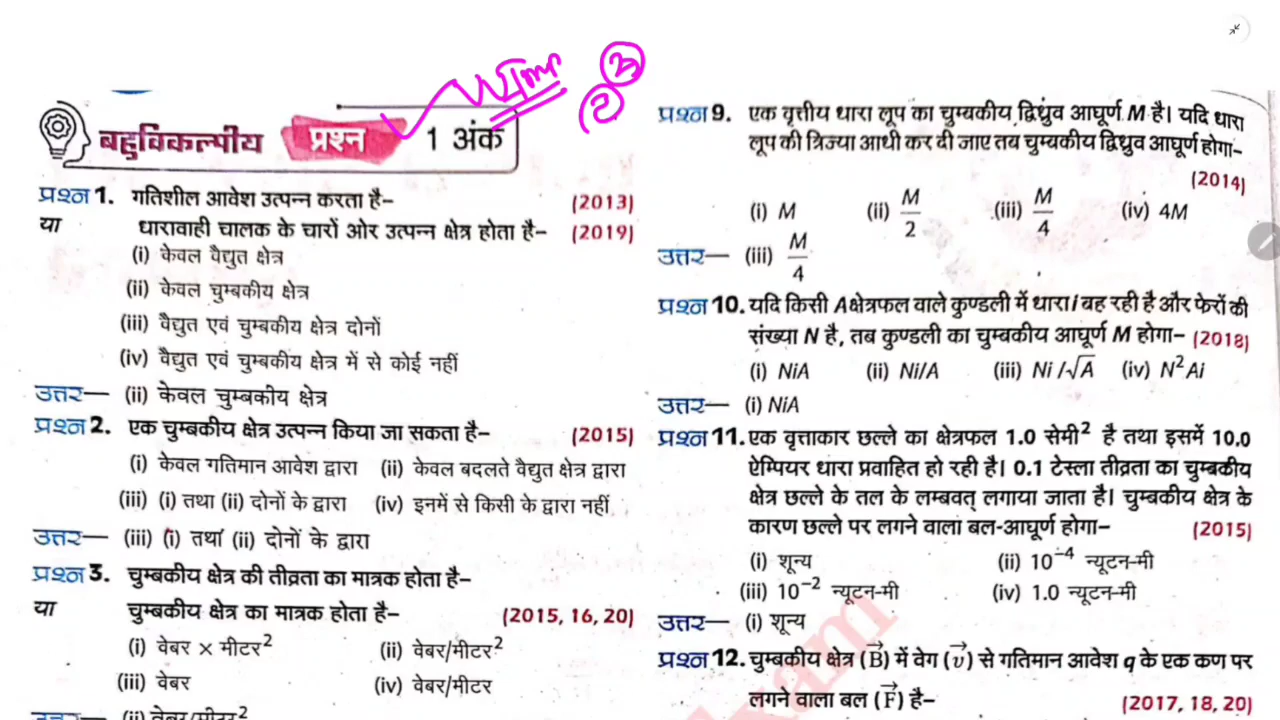 बहुविकल्पीय प्रश्न 1 अंक
प्रश्न 1. गतिशील आवेश उत्पन्न करता है– (2013)
या धारावाही चालक के चारों ओर उत्पन्न क्षेत्र होता है– (2019)
(i) केवल वैद्युत क्षेत्र
(ii) केवल चुम्बकीय क्षेत्र
(iii) वैद्युत एवं चुम्बकीय क्षेत्र दोनों
(iv) वैद्युत एवं चुम्बकीय क्षेत्र में से कोई नहीं
उत्तर— (ii) केवल चुम्बकीय क्षेत्र
प्रश्न 2. एक चुम्बकीय क्षेत्र उत्पन्न किया जा सकता है– (2015)
(i) केवल गतिमान आवेश द्वारा (ii) केवल बदलते वैद्युत क्षेत्र द्वारा
(iii) (i) तथा (ii) दोनों के द्वारा (iv) इनमें से किसी के द्वारा नहीं
उत्तर— (iii) (i) तथा (ii) दोनों के द्वारा
प्रश्न 3. चुम्बकीय क्षेत्र की तीव्रता का मात्रक होता है–
या चुम्बकीय क्षेत्र का मात्रक होता है– (2015, 16, 20)
(i) वेबर × मीटर² (ii) वेबर/मीटर²
(iii) वेबर (iv) वेबर/मीटर
उत्तर— (ii) वेबर/मीटर²
प्रश्न 9. एक वृत्तीय धारा लूप का चुम्बकीय द्विध्रुव आघूर्ण M है। यदि धारा
लूप की त्रिज्या आधी कर दी जाए तब चुम्बकीय द्विध्रुव आघूर्ण होगा–
(2014)
(i) M (ii) M/2 (iii) M/4 (iv) 4M
उत्तर— (iii) M/4
प्रश्न 10. यदि किसी A क्षेत्रफल वाले कुण्डली में धारा i बह रही है और फेरों की
संख्या N है, तब कुण्डली का चुम्बकीय आघूर्ण M होगा– (2018)
(i) NiA (ii) Ni/A (iii) Ni/√A (iv) N²Ai
उत्तर— (i) NiA
प्रश्न 11. एक वृत्ताकार छल्ले का क्षेत्रफल 1.0 सेमी² है तथा इसमें 10.0
ऐम्पियर धारा प्रवाहित हो रही है। 0.1 टेस्ला तीव्रता का चुम्बकीय
क्षेत्र छल्ले के तल के लम्बवत् लगाया जाता है। चुम्बकीय क्षेत्र के
कारण छल्ले पर लगने वाला बल-आघूर्ण होगा– (2015)
(i) शून्य (ii) 10⁻⁴ न्यूटन-मी
(iii) 10⁻² न्यूटन-मी (iv) 1.0 न्यूटन-मी
उत्तर— (i) शून्य
प्रश्न 12. चुम्बकीय क्षेत्र (B⃗) में वेग (v⃗) से गतिमान आवेश q के एक कण पर
लगने वाला बल (F⃗) है– (2017, 18, 20)